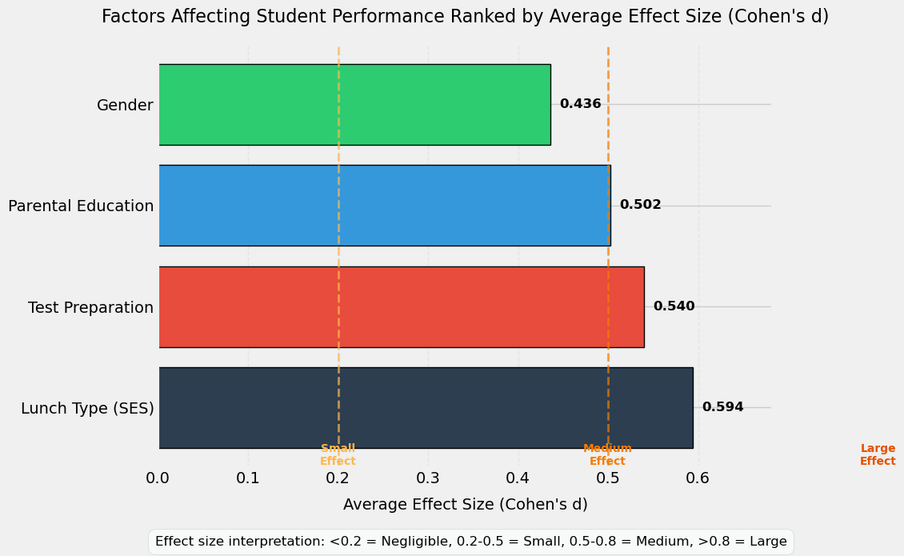 Factors Affecting Student Performance Ranked by Average Effect Size (Cohen's d)
Gender
0.436
Parental Education
0.502
Test Preparation
0.540
Lunch Type (SES)
0.594
Small
Effect
Medium
Effect
Large
Effect
0.0 0.1 0.2 0.3 0.4 0.5 0.6
Average Effect Size (Cohen's d)
Effect size interpretation: <0.2 = Negligible, 0.2-0.5 = Small, 0.5-0.8 = Medium, >0.8 = Large